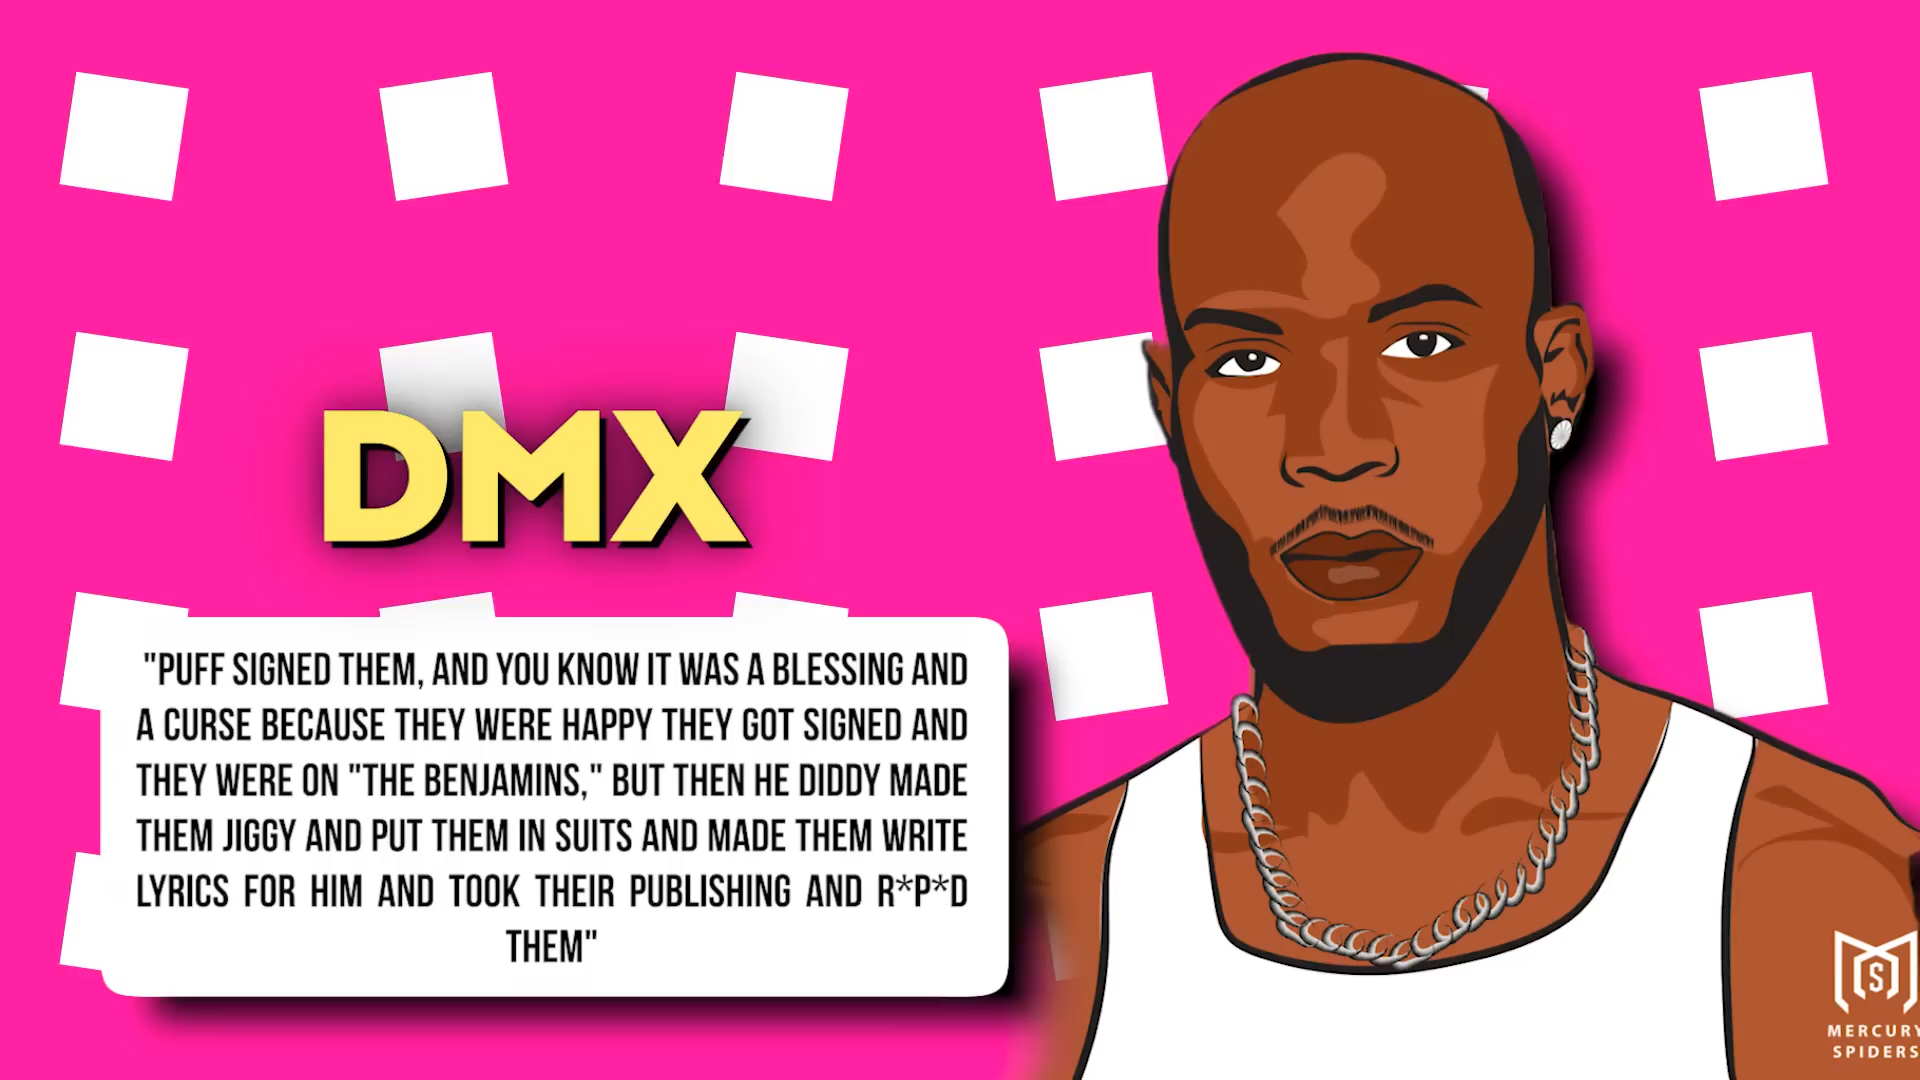 DMX
"PUFF SIGNED THEM, AND YOU KNOW IT WAS A BLESSING AND
A CURSE BECAUSE THEY WERE HAPPY THEY GOT SIGNED AND
THEY WERE ON "THE BENJAMINS," BUT THEN HE DIDDY MADE
THEM JIGGY AND PUT THEM IN SUITS AND MADE THEM WRITE
LYRICS FOR HIM AND TOOK THEIR PUBLISHING AND R*P*D
THEM"
MERCURY
SPIDERS